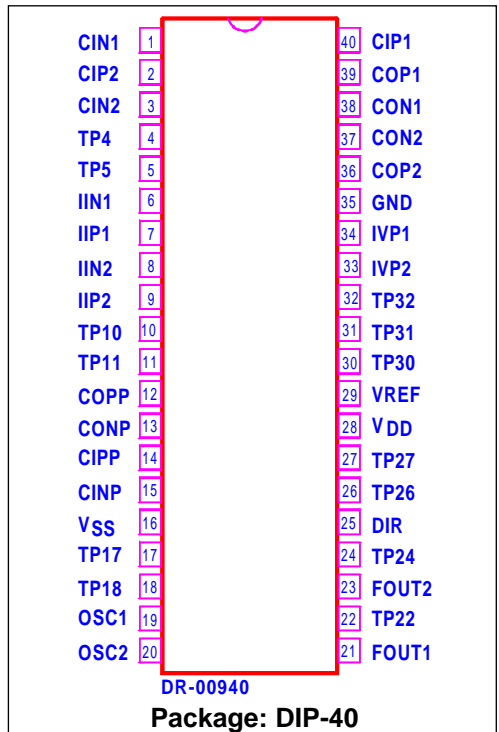 CIN1 1 40 CIP1
CIP2 2 39 COP1
CIN2 3 38 CON1
TP4 4 37 CON2
TP5 5 36 COP2
IIN1 6 35 GND
IIP1 7 34 IVP1
IIN2 8 33 IVP2
IIP2 9 32 TP32
TP10 10 31 TP31
TP11 11 30 TP30
COPP 12 29 VREF
CONP 13 28 VDD
CIPP 14 27 TP27
CINP 15 26 TP26
VSS 16 25 DIR
TP17 17 24 TP24
TP18 18 23 FOUT2
OSC1 19 22 TP22
OSC2 20 21 FOUT1
DR-00940
Package: DIP-40